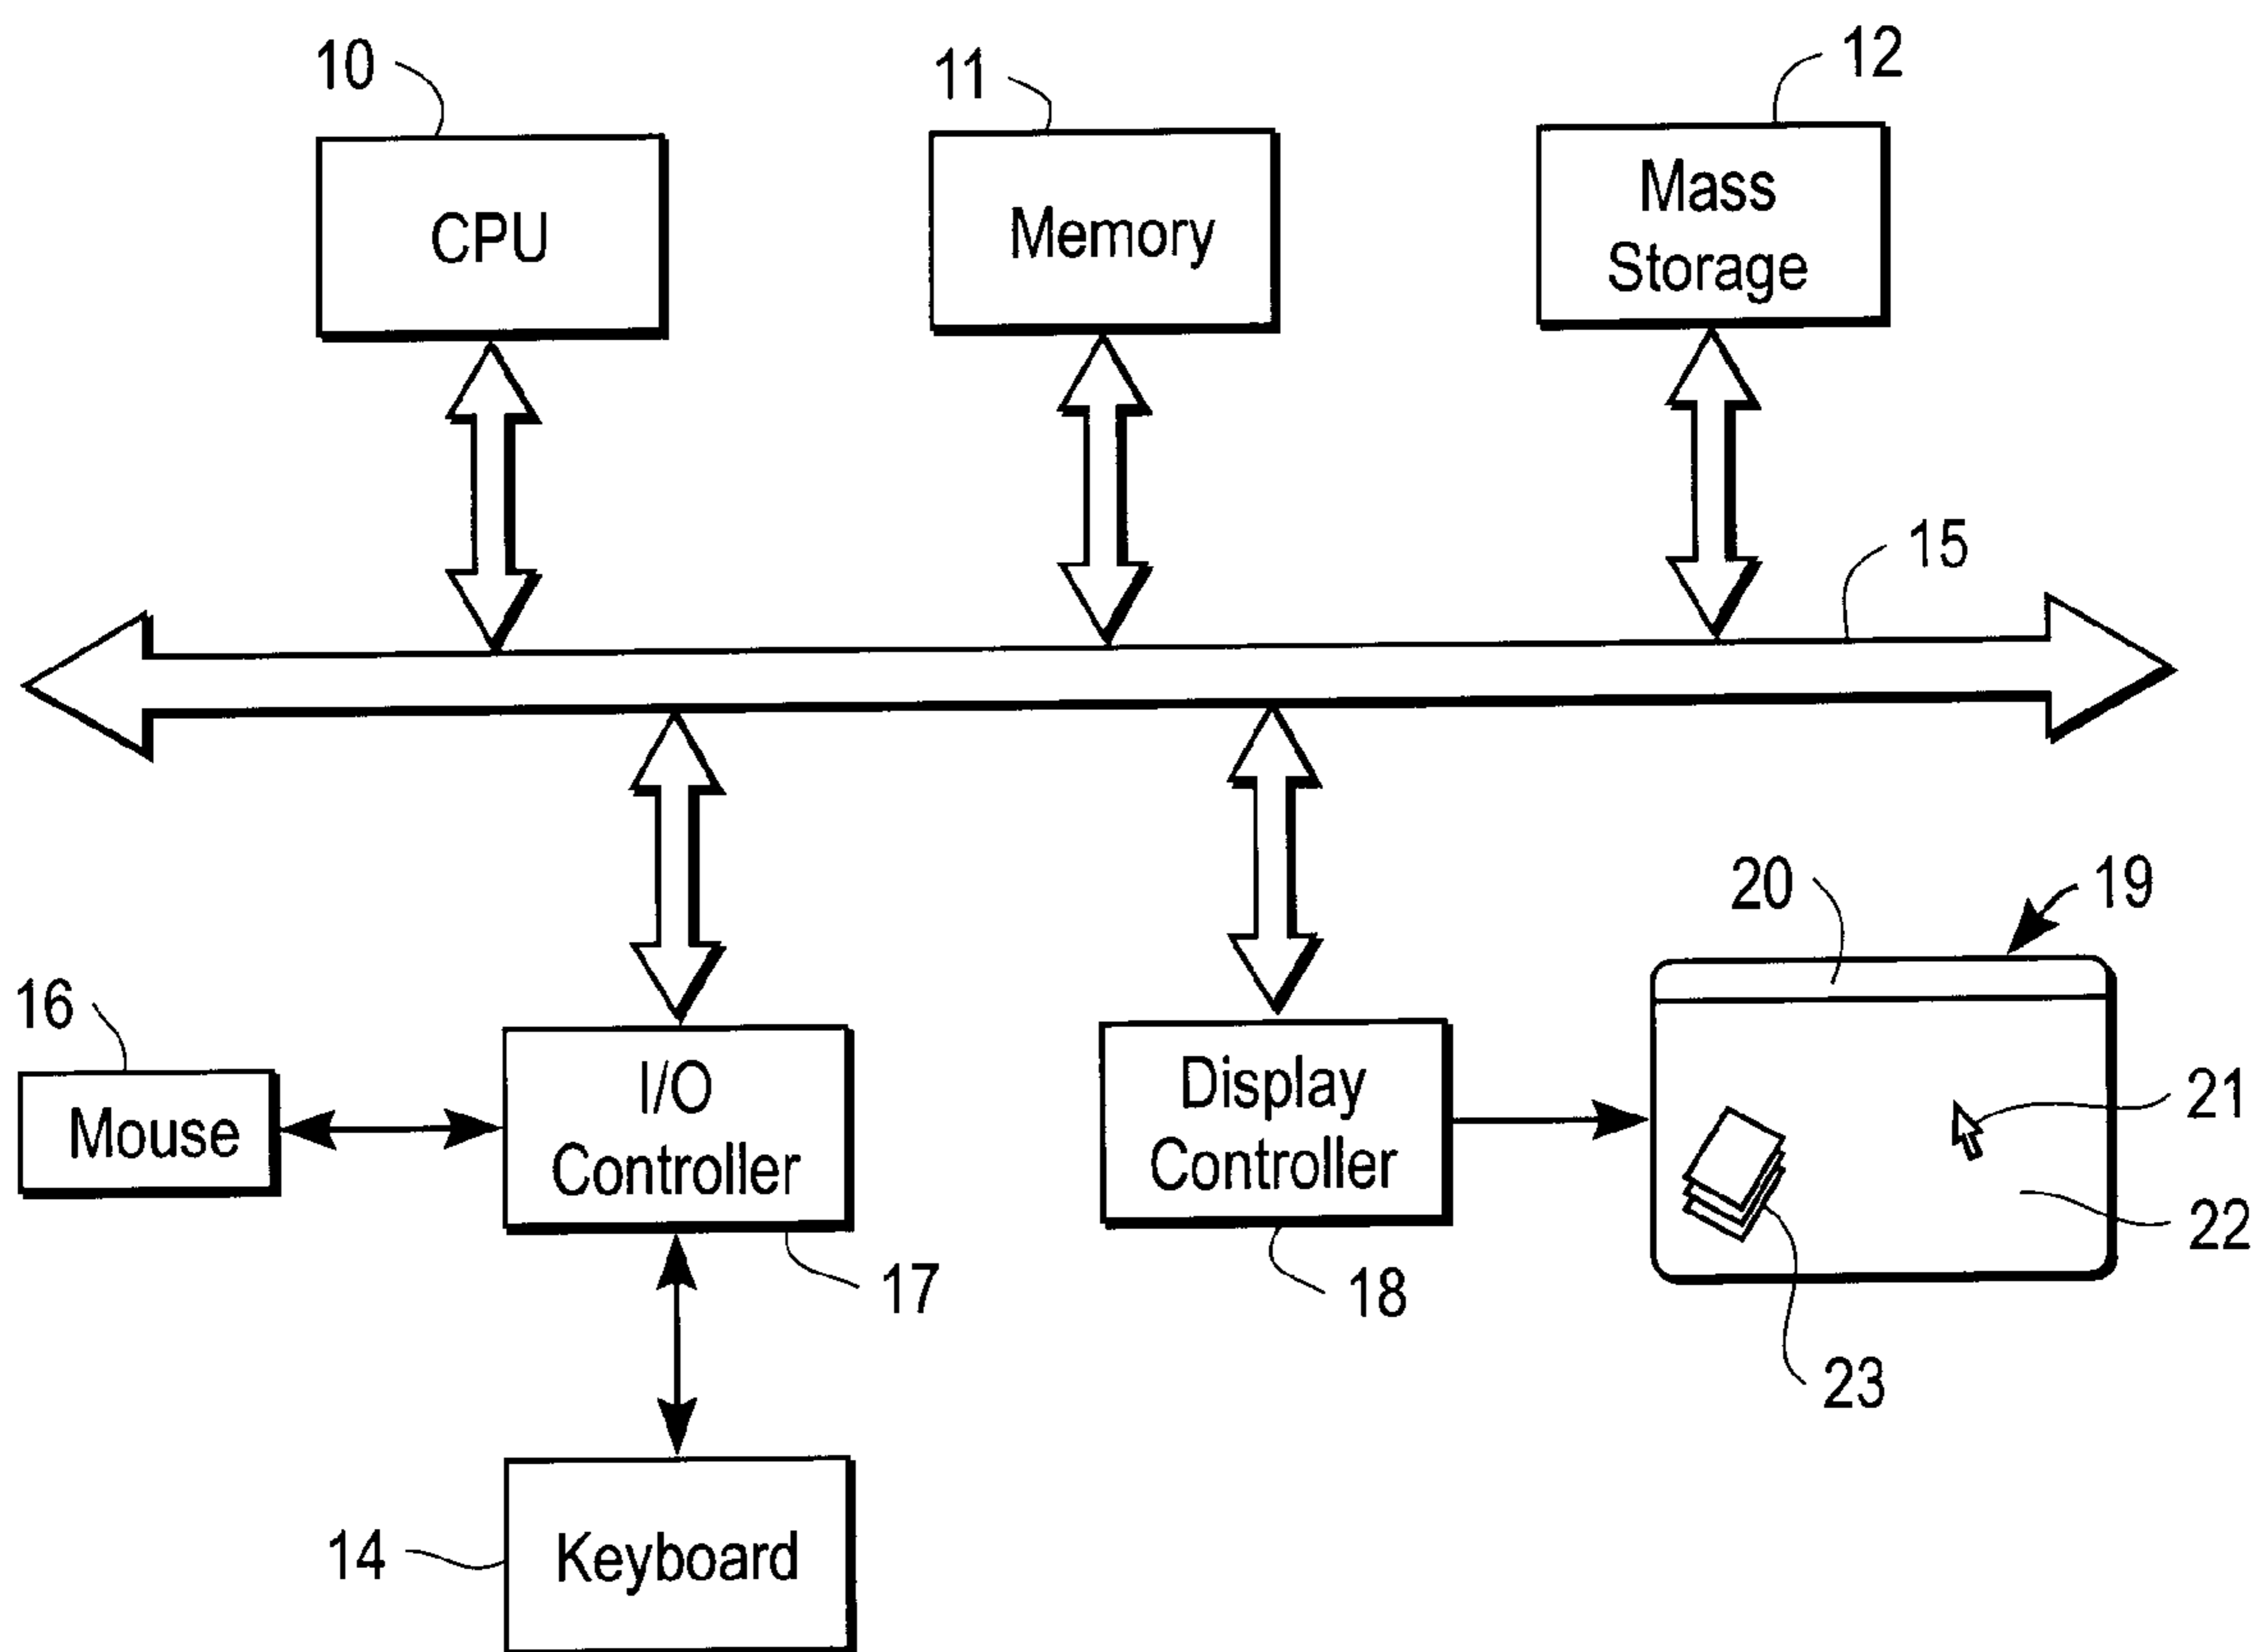 10
11
12
CPU
Memory
Mass
Storage
15
20
19
16
Mouse
I/O
Controller
Display
Controller
21
22
17
18
23
14
Keyboard